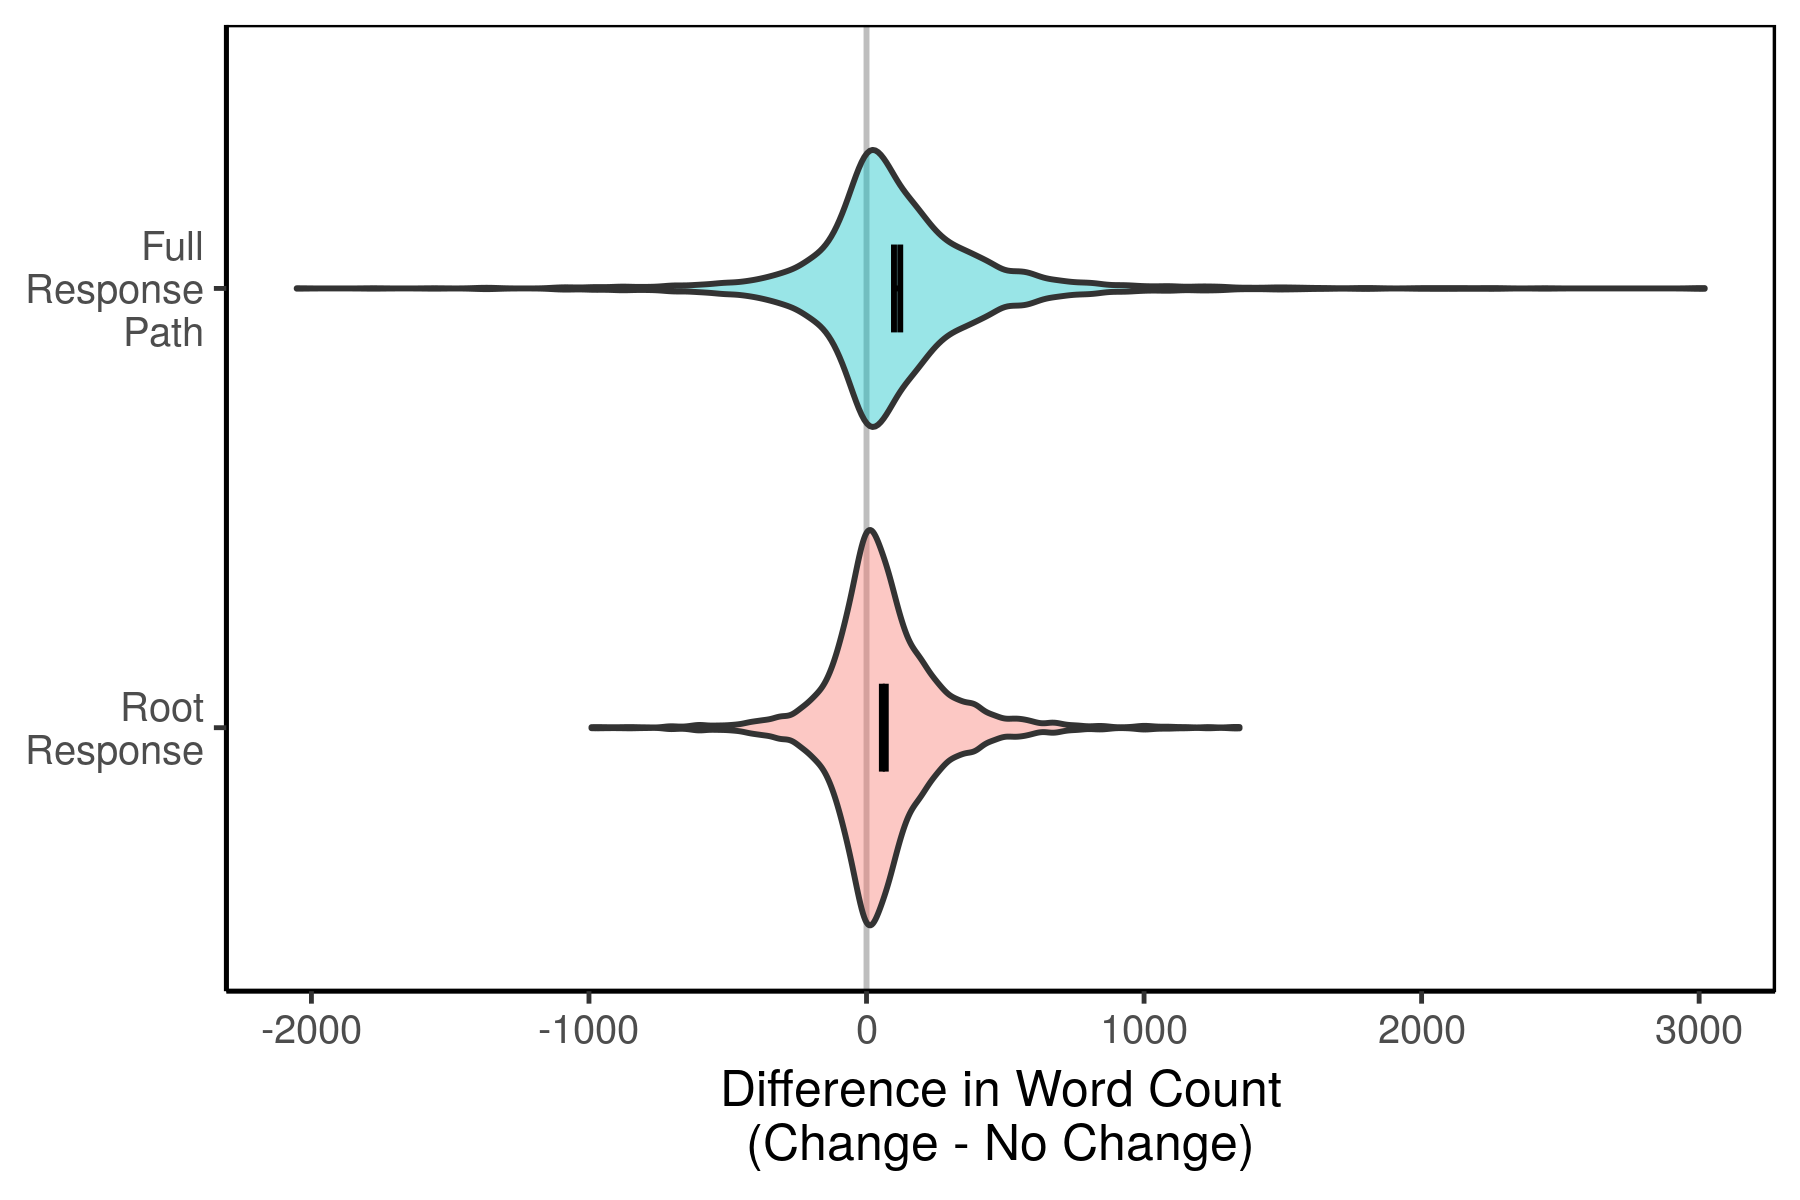 Full
Response
Path
Root
Response
-2000
-1000
0
1000
2000
3000
Difference in Word Count
(Change - No Change)